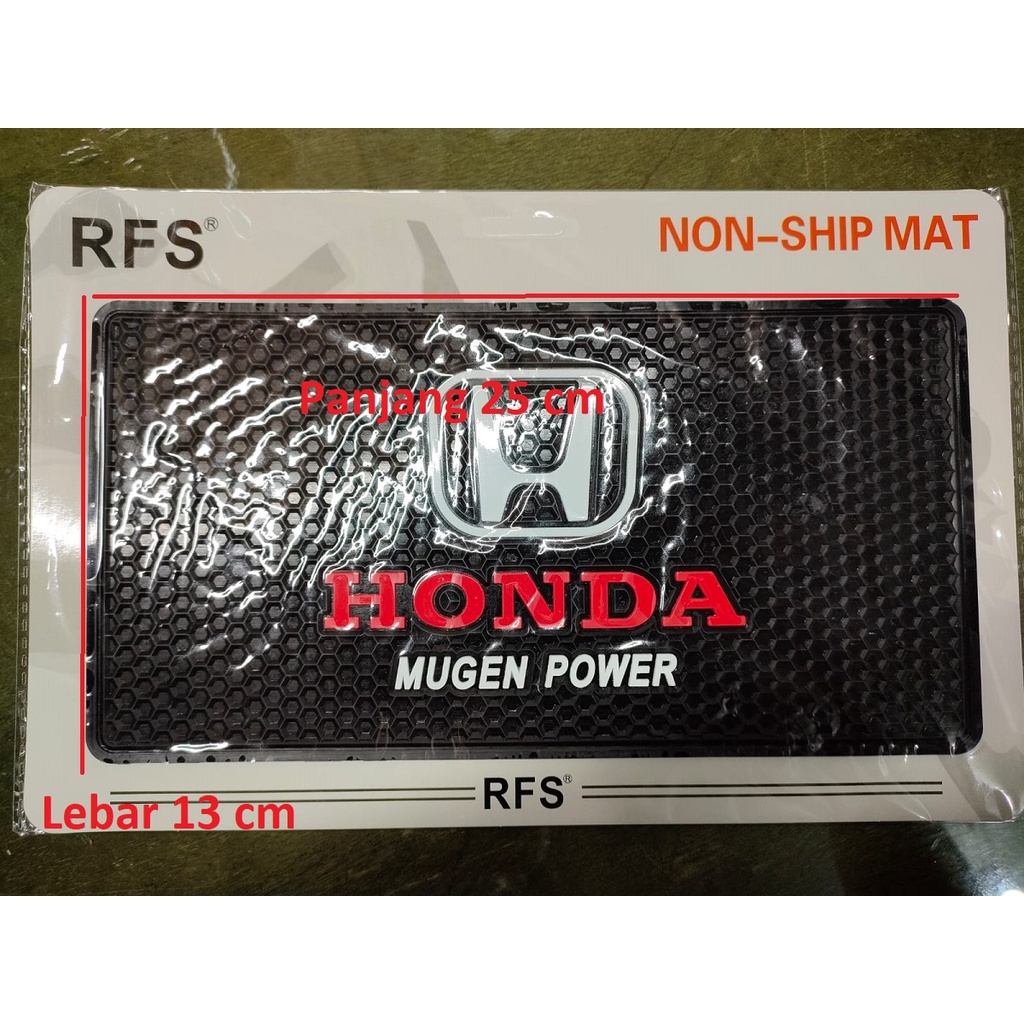 RFS®
NON-SHIP MAT
Panjang 25 cm
HONDA
MUGEN POWER
RFS®
Lebar 13 cm